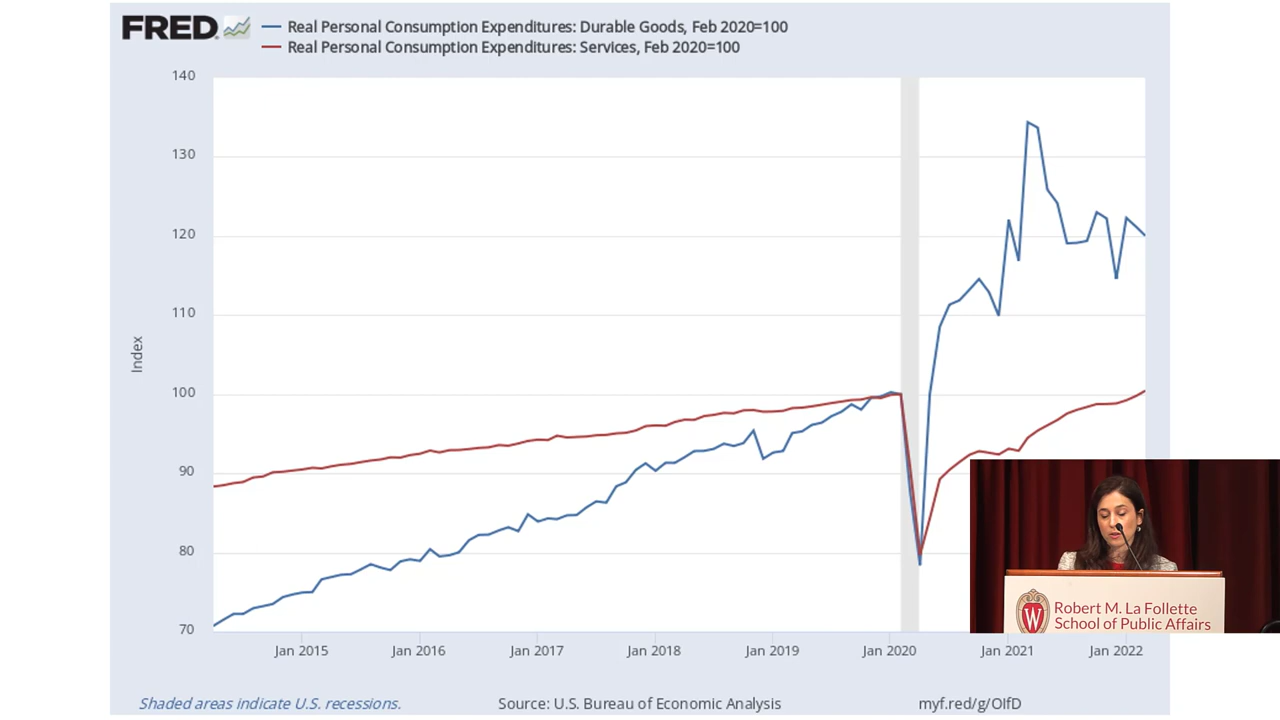 FRED
Real Personal Consumption Expenditures: Durable Goods, Feb 2020=100
Real Personal Consumption Expenditures: Services, Feb 2020=100
140
130
120
110
100
90
80
70
Index
Jan 2015 Jan 2016 Jan 2017 Jan 2018 Jan 2019 Jan 2020 Jan 2021 Jan 2022
Shaded areas indicate U.S. recessions. Source: U.S. Bureau of Economic Analysis myf.red/g/OIfD
W
Robert M. La Follette
School of Public Affairs